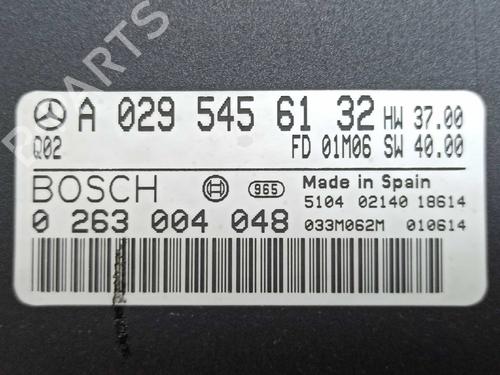 PARTS
A 029 545 61 32 HW 37.00
Q02 FD 01M06 SW 40.00
BOSCH 965 Made in Spain
5104 02140 18614
0 263 004 048 033M062M 010614